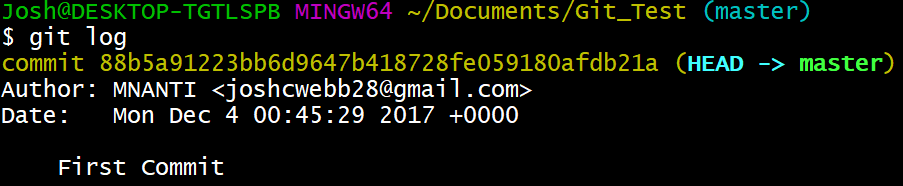 Josh@DESKTOP-TGTLSPB MINGW64 ~/Documents/Git_Test (master)
$ git log
commit 88b5a91223bb6d9647b418728fe059180afdb21a (HEAD -> master)
Author: MNANTI <joshcwebb28@gmail.com>
Date:   Mon Dec 4 00:45:29 2017 +0000
    First Commit